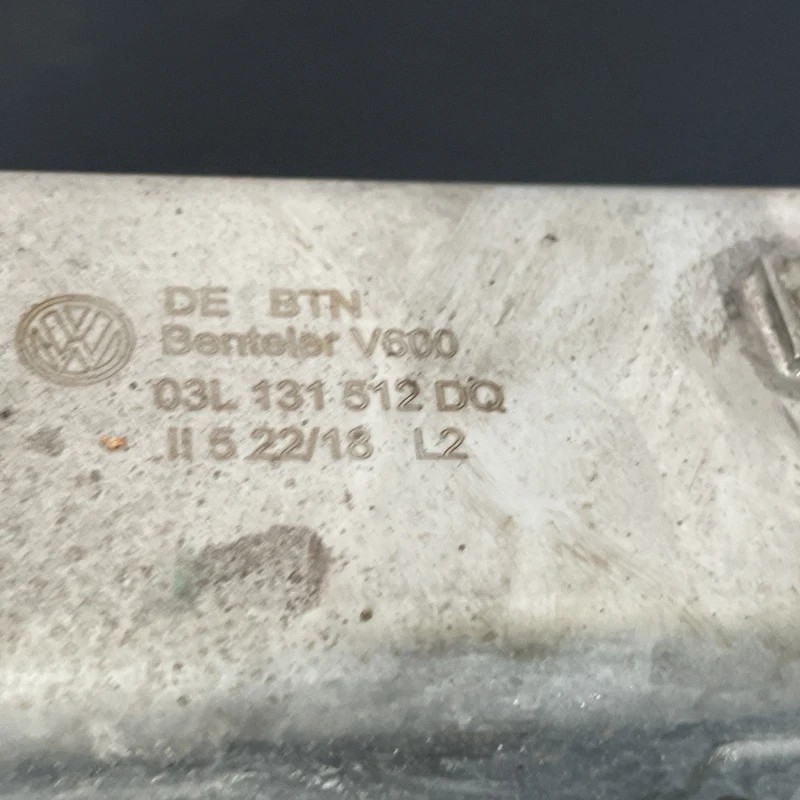 DE BTN
Benteler V600
03L 131 512 DQ
II 5 22/18 L2